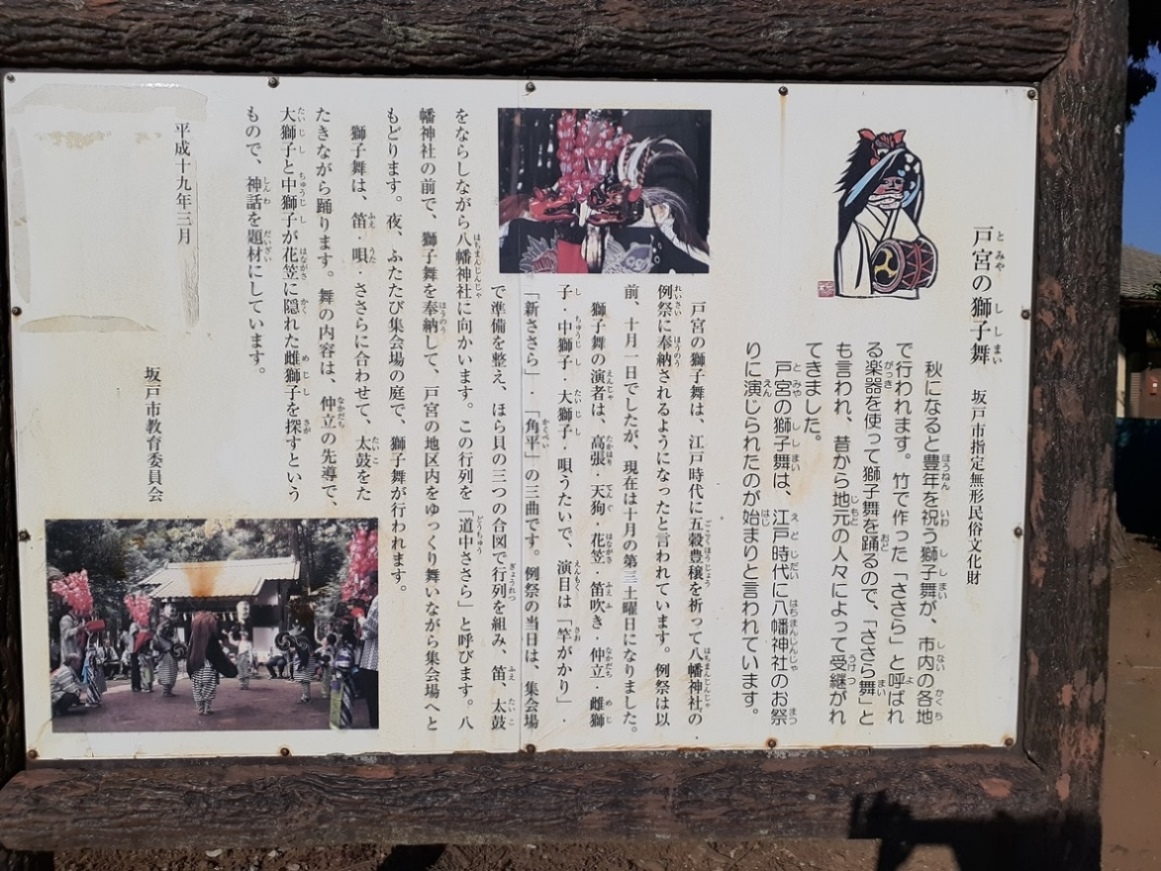 戸宮の獅子舞　坂戸市指定無形民俗文化財
秋になると豊年を祝う獅子舞が、市内の各地
で行われます。竹で作った「ささら」と呼ばれ
る楽器を使って獅子舞を踊るので、「ささら舞」と
も言われ、昔から地元の人々によって受継がれ
てきました。
戸宮の獅子舞は、江戸時代に八幡神社のお祭
りに演じられたのが始まりと言われています。
戸宮の獅子舞は、江戸時代に五穀豊穣を祈って八幡神社の
例祭に奉納されるようになったと言われています。例祭は以
前、十月一日でしたが、現在は十月の第三土曜日になりました。
獅子舞の演者は、高張・天狗・花笠・笛吹き・仲立・雌獅
子・中獅子・大獅子・唄うたいで、演目は「竿がかり」・
「新ささら」・「角平」の三曲です。例祭の当日は、集会場
で準備を整え、ほら貝の三つの合図で行列を組み、笛、太鼓
をならしながら八幡神社に向かいます。この行列を「道中ささら」と呼びます。八
幡神社の前で、獅子舞を奉納して、戸宮の地区内をゆっくり舞いながら集会場へと
もどります。夜、ふたたび集会場の庭で、獅子舞が行われます。
獅子舞は、笛・唄・ささらに合わせて、太鼓をた
たきながら踊ります。舞の内容は、仲立の先導で、
大獅子と中獅子が花笠に隠れた雌獅子を探すという
もので、神話を題材にしています。
平成十九年三月
坂戸市教育委員会